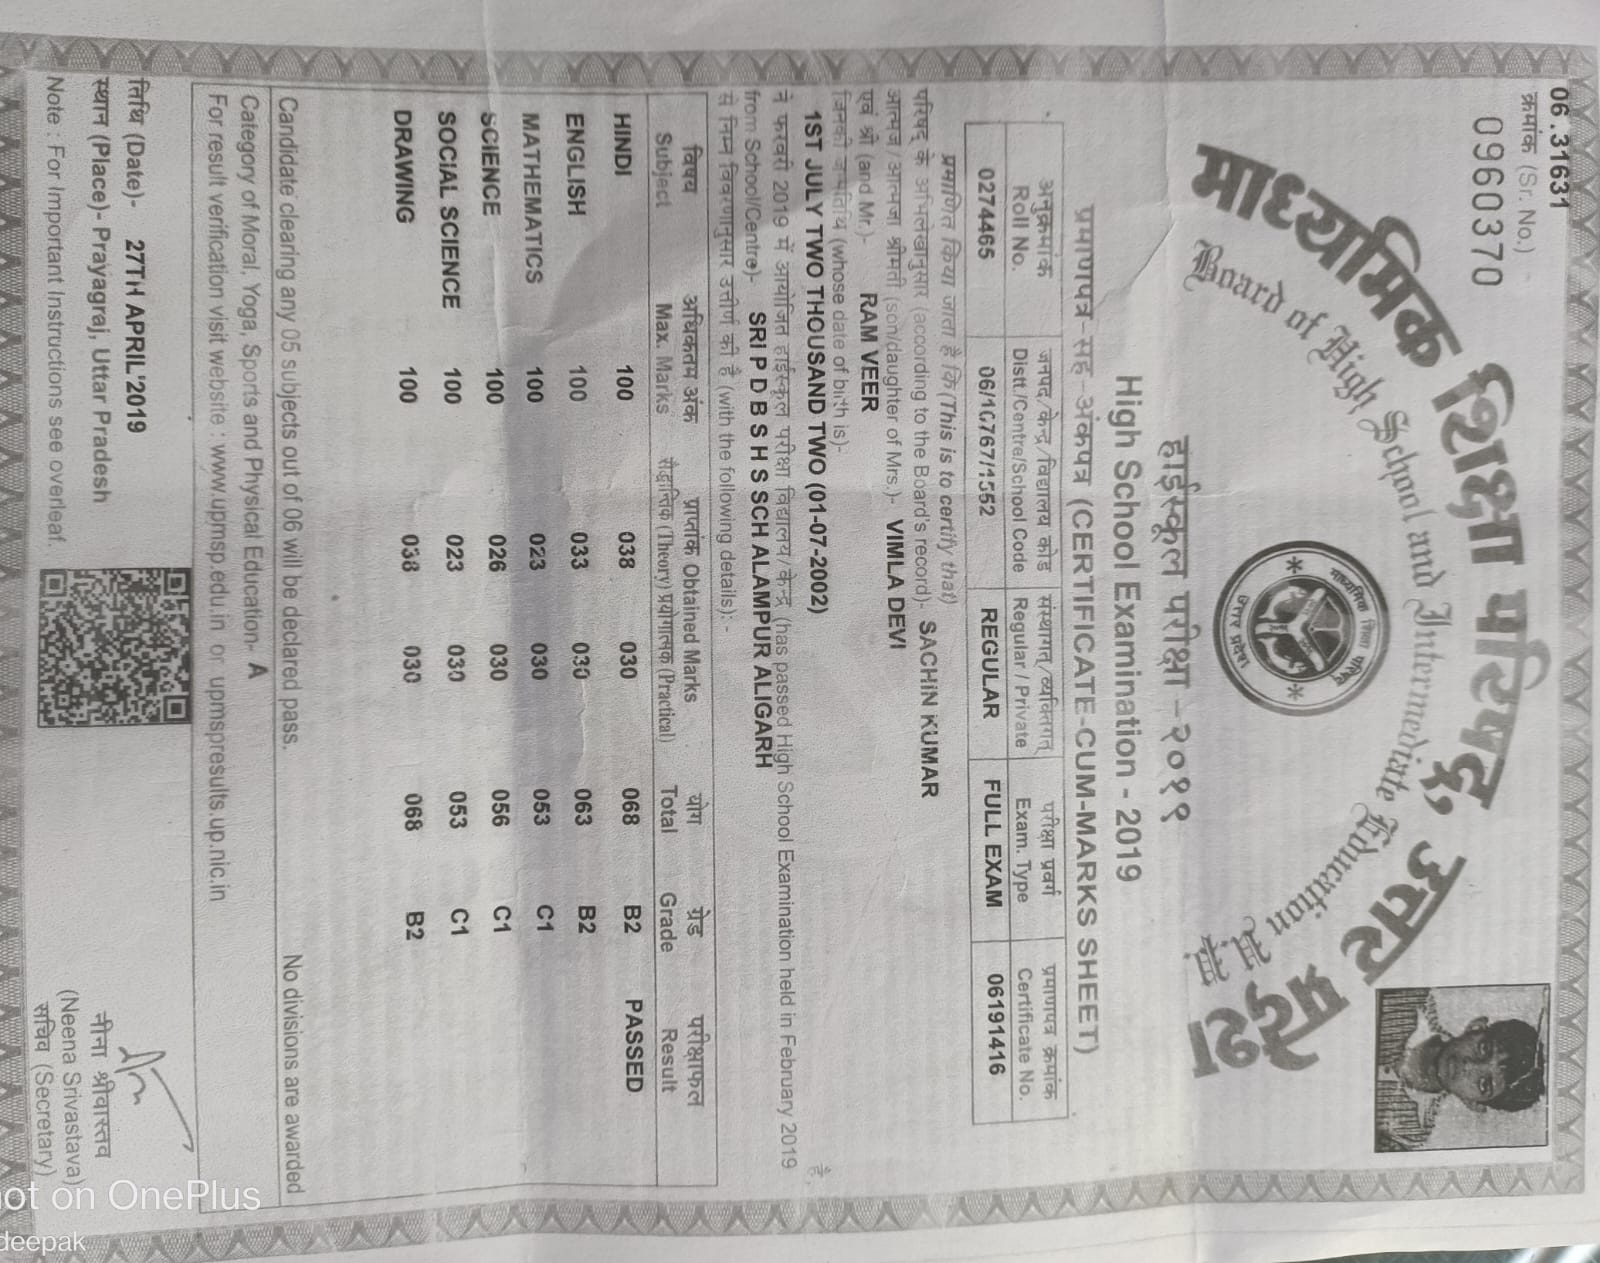 06.31631
क्रमांक (Sr. No.)
0960370
माध्यमिक शिक्षा परिषद्, उत्तर प्रदेश
Board of High School and Intermediate Education
माध्यमिक शिक्षा परिषद
उत्तर प्रदेश
हाईस्कूल परीक्षा – २०१९
High School Examination - 2019
प्रमाणपत्र–सह–अंकपत्र (CERTIFICATE-CUM-MARKS SHEET)
अनुक्रमांक जनपद/केन्द्र/विद्यालय कोड संस्थागत/व्यक्तिगत परीक्षा प्रवर्ग प्रमाणपत्र क्रमांक
Roll No. Distt./Centre/School Code Regular / Private Exam. Type Certificate No.
0274465 REGULAR FULL EXAM 06191416
प्रमाणित किया जाता है कि (This is to certify that)
परिषद् के अभिलेखानुसार (according to the Board's record)- SACHIN KUMAR
आत्मज/आत्मजा श्रीमती (son/daughter of Mrs.)- VIMLA DEVI
एवं श्री (and Mr.)- RAM VEER
जिनकी जन्मतिथि (whose date of birth is)-
1ST JULY TWO THOUSAND TWO (01-07-2002) है,
ने फरवरी 2019 में आयोजित हाईस्कूल परीक्षा विद्यालय/केन्द्र (has passed High School Examination held in February 2019
from School/Centre)- SRI P D B S H S SCH ALAMPUR ALIGARH
से निम्न विवरणानुसार उत्तीर्ण की है (with the following details): -
विषय अधिकतम अंक प्राप्तांक Obtained Marks योग ग्रेड परीक्षाफल
Subject Max. Marks सैद्धान्तिक (Theory) प्रयोगात्मक (Practical) Total Grade Result
HINDI 100 038 030 068 B2 PASSED
ENGLISH 100 033 030 063 B2
MATHEMATICS 100 023 030 053 C1
SCIENCE 100 026 030 056 C1
SOCIAL SCIENCE 100 023 030 053 C1
DRAWING 100 038 030 068 B2
Candidate clearing any 05 subjects out of 06 will be declared pass. No divisions are awarded
Category of Moral, Yoga, Sports and Physical Education- A
For result verification visit website : www.upmsp.edu.in or upmspresults.up.nic.in
तिथि (Date)- 27TH APRIL'2019
स्थान (Place)- Prayagraj, Uttar Pradesh
नीना श्रीवास्तव
(Neena Srivastava)
सचिव (Secretary)
Note : For Important Instructions see overleaf.
ot on OnePlus
deepak